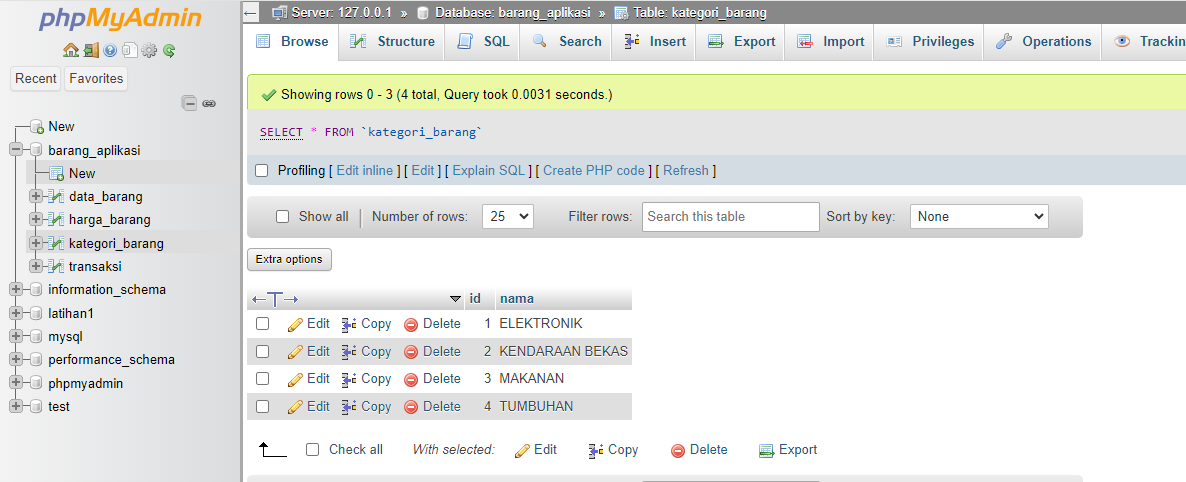 phpMyAdmin
Recent Favorites
New
barang_aplikasi
New
data_barang
harga_barang
kategori_barang
transaksi
information_schema
latihan1
mysql
performance_schema
phpmyadmin
test
Server: 127.0.0.1 » Database: barang_aplikasi » Table: kategori_barang
Browse Structure SQL Search Insert Export Import Privileges Operations Trackin
Showing rows 0 - 3 (4 total, Query took 0.0031 seconds.)
SELECT * FROM `kategori_barang`
Profiling [ Edit inline ] [ Edit ] [ Explain SQL ] [ Create PHP code ] [ Refresh ]
Show all Number of rows: 25 Filter rows: Search this table Sort by key: None
Extra options
←T→ id nama
Edit Copy Delete 1 ELEKTRONIK
Edit Copy Delete 2 KENDARAAN BEKAS
Edit Copy Delete 3 MAKANAN
Edit Copy Delete 4 TUMBUHAN
Check all With selected: Edit Copy Delete Export